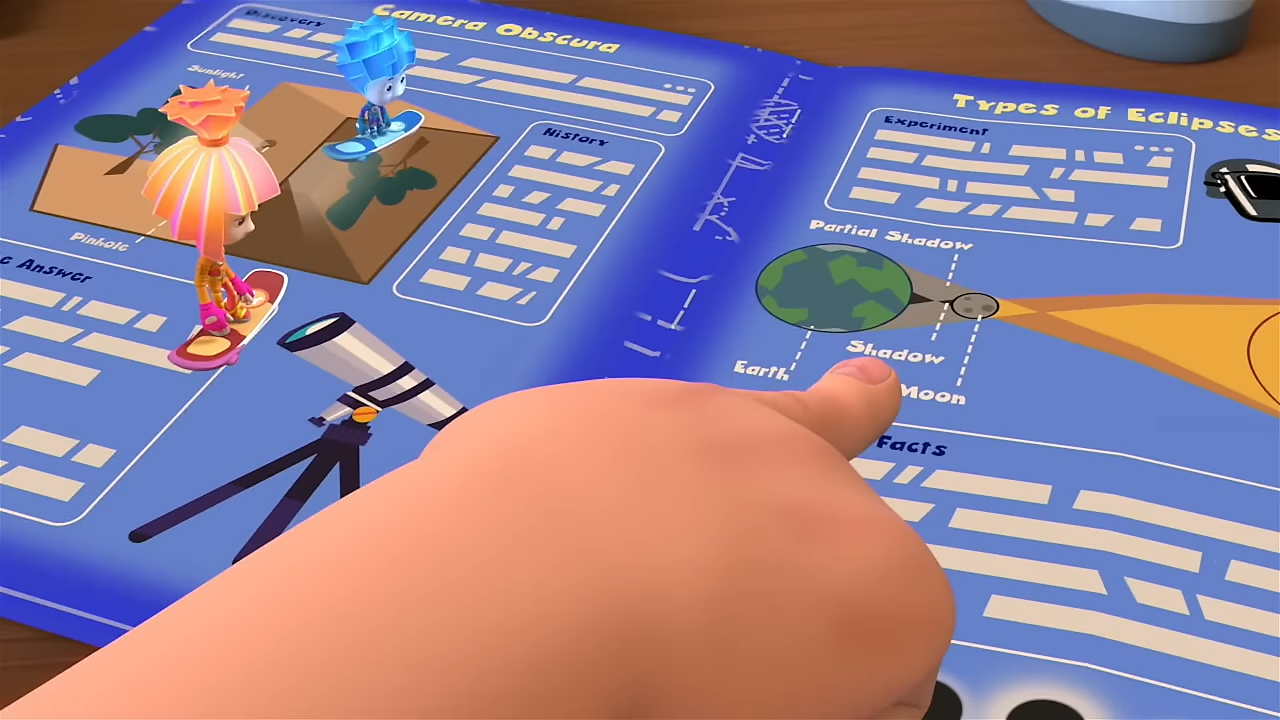 Camera Obscura
Discovery
Sunlight
History
Pinhole
Answer
Types of Eclipses
Experiment
Partial Shadow
Shadow
Earth
Moon
Facts